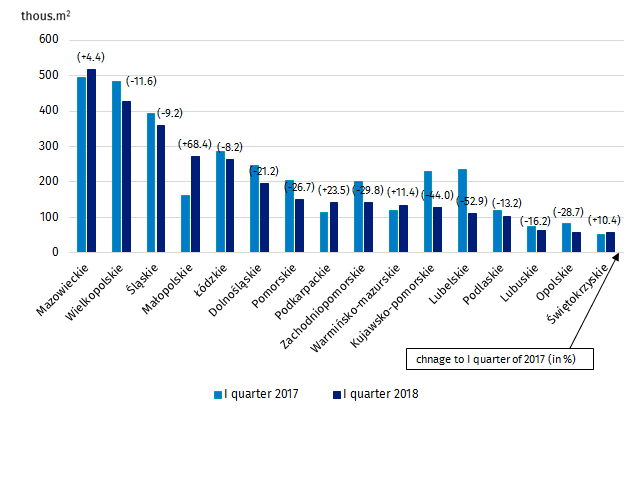 thous.m²
600
500
400
300
200
100
0
(+4.4)
(-11.6)
(-9.2)
(+68.4)
(-8.2)
(-21.2)
(-26.7)
(+23.5)
(-29.8)
(+11.4)
(-44.0)
(-52.9)
(-13.2)
(-16.2)
(-28.7)
(+10.4)
Mazowieckie
Wielkopolskie
Śląskie
Małopolskie
Łódzkie
Dolnośląskie
Pomorskie
Podkarpackie
Zachodniopomorskie
Warmińsko-mazurskie
Kujawsko-pomorskie
Lubelskie
Podlaskie
Lubuskie
Opolskie
Świętokrzyskie
chnage to I quarter of 2017 (in %)
I quarter 2017
I quarter 2018